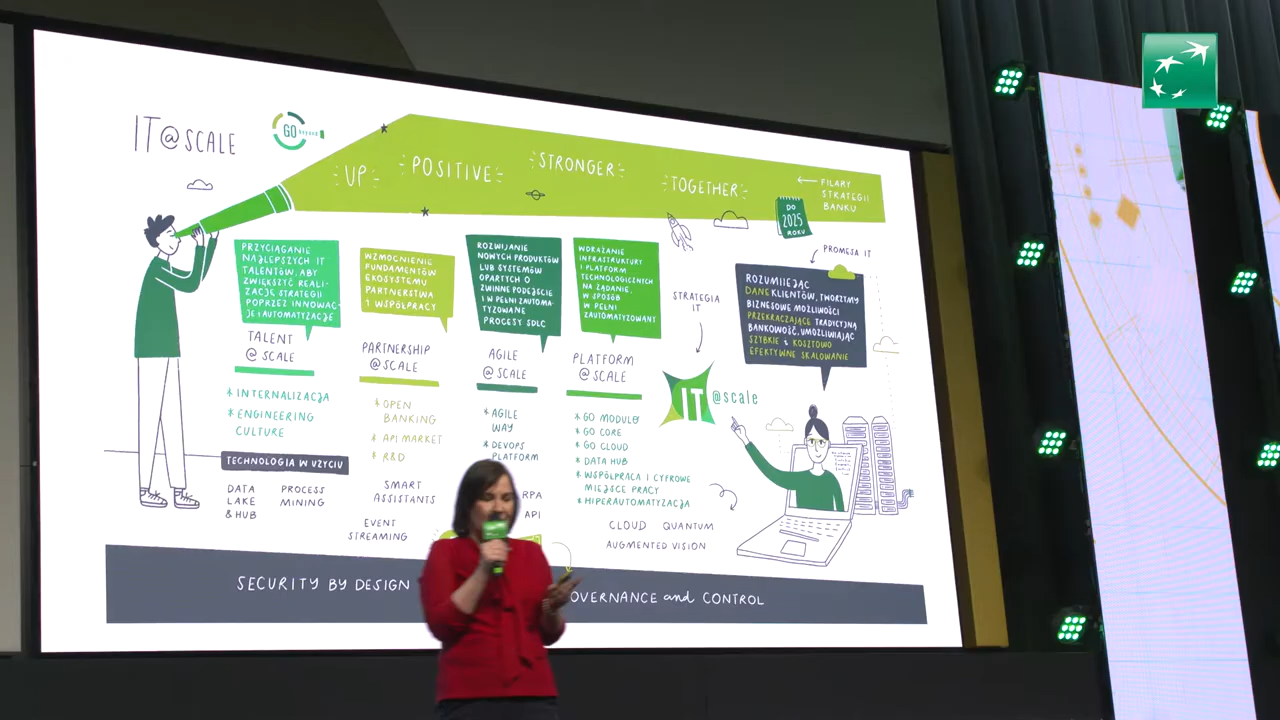 IT@SCALE
GO beyond
UP
POSITIVE
STRONGER
TOGETHER
FILARY
STRATEGII
BANKU
DO
2025
ROKU
PRZYCIĄGANIE
NAJLEPSZYCH IT
TALENTÓW, ABY
ZWIĘKSZYĆ REALI-
ZACJĘ STRATEGII
POPRZEZ INNOWAC-
JE I AUTOMATYZACJĘ
TALENT
@ SCALE
* INTERNALIZACJA
* ENGINEERING
CULTURE
WZMOCNIENIE
FUNDAMENTÓW
EKOSYSTEMU
PARTNERSTWA
I WSPÓŁPRACY
PARTNERSHIP
@SCALE
* OPEN
BANKING
* API MARKET
* R&D
ROZWIJANIE
NOWYCH PRODUKTÓW
LUB SYSTEMÓW
OPARTYCH O
ZWINNE PODEJŚCIE
I W PEŁNI ZAUTOMA-
TYZOWANE
PROCESY SDLC
AGILE
@SCALE
* AGILE
WAY
* DEVOPS
PLATFORM
WDRAŻANIE
INFRASTRUKTURY
I PLATFORM
TECHNOLOGICZNYCH
NA ŻĄDANIE,
W SPOSÓB
W PEŁNI
ZAUTOMATYZOWANY
PLATFORM
@SCALE
* GO MODULO
* GO CORE
* GO CLOUD
* DATA HUB
* WSPÓŁPRACA I CYFROWE
MIEJSCE PRACY
* HIPERAUTOMATYZACJA
STRATEGIA
IT
IT @scale
PROMESA IT
ROZUMIEJĄC
DANE KLIENTÓW, TWORZYMY
BIZNESOWE MOŻLIWOŚCI
PRZEKRACZAJĄCE TRADYCYJNĄ
BANKOWOŚĆ, UMOŻLIWIAJĄC
SZYBKIE I KOSZTOWO
EFEKTYWNE SKALOWANIE
TECHNOLOGIA W UŻYCIU
DATA
LAKE
& HUB
PROCESS
MINING
SMART
ASSISTANTS
EVENT
STREAMING
RPA
API
CLOUD QUANTUM
AUGMENTED VISION
SECURITY BY DESIGN
OVERNANCE and CONTROL